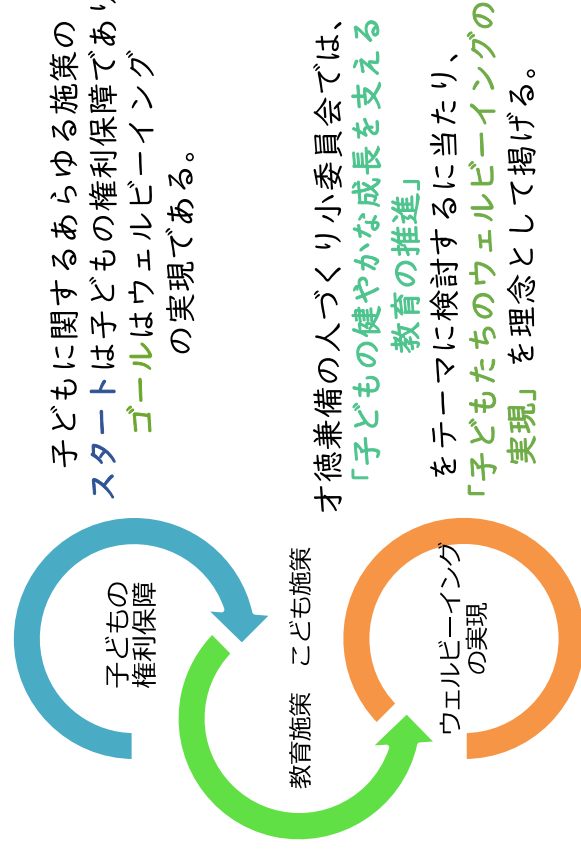 子どもに関するあらゆる施策の
スタートは子どもの権利保障であり
ゴールはウェルビーイング
の実現である。
才徳兼備の人づくり小委員会では、
「子どもの健やかな成長を支える
教育の推進」
をテーマに検討するに当たり、
「子どもたちのウェルビーイングの
実現」を理念として掲げる。
子どもの
権利保障
教育施策　こども施策
ウェルビーイング
の実現